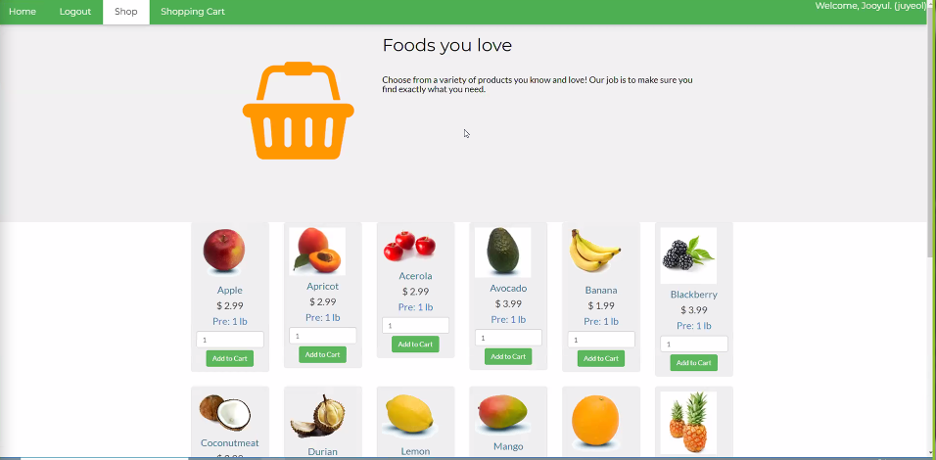 Home Logout Shop Shopping Cart
Welcome, Jooyul. (juyeol)
Foods you love
Choose from a variety of products you know and love! Our job is to make sure you
find exactly what you need.
Apple
$ 2.99
Pre: 1 lb
1
Add to Cart
Apricot
$ 2.99
Pre: 1 lb
1
Add to Cart
Acerola
$ 2.99
Pre: 1 lb
1
Add to Cart
Avocado
$ 3.99
Pre: 1 lb
1
Add to Cart
Banana
$ 1.99
Pre: 1 lb
1
Add to Cart
Blackberry
$ 3.99
Pre: 1 lb
1
Add to Cart
Coconutmeat
Durian
Lemon
Mango